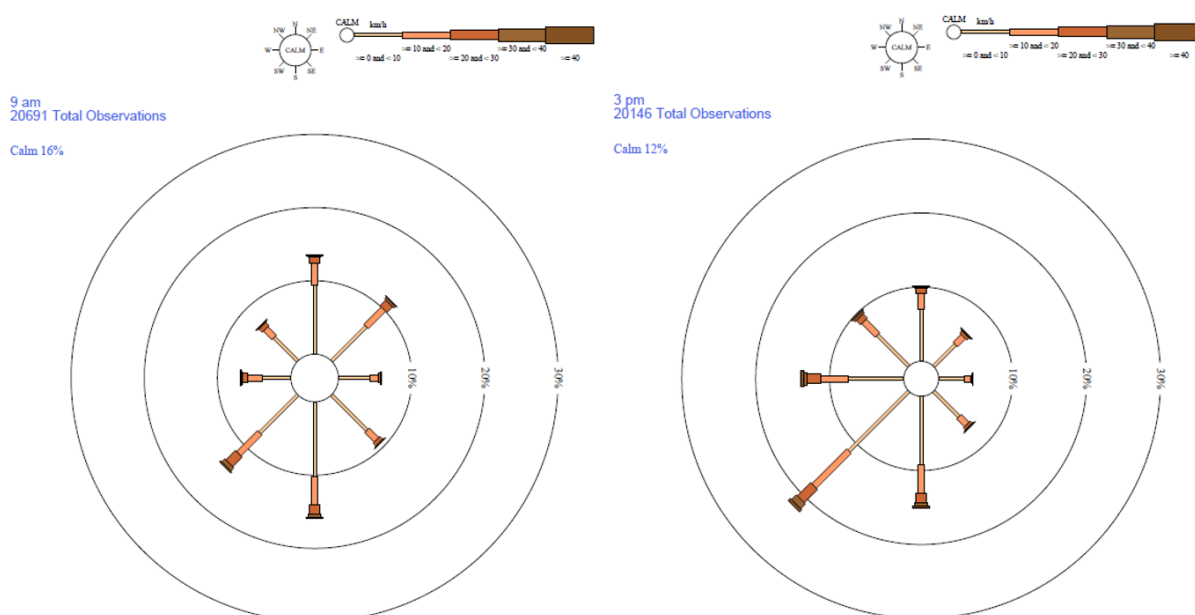 CALM km/h
>= 0 and < 10
>= 10 and < 20
>= 20 and < 30
>= 30 and < 40
>= 40
N
NW NE
W CALM E
SW SE
S
9 am
20691 Total Observations
Calm 16%
10%
20%
30%
CALM km/h
>= 0 and < 10
>= 10 and < 20
>= 20 and < 30
>= 30 and < 40
>= 40
N
NW NE
W CALM E
SW SE
S
3 pm
20146 Total Observations
Calm 12%
10%
20%
30%